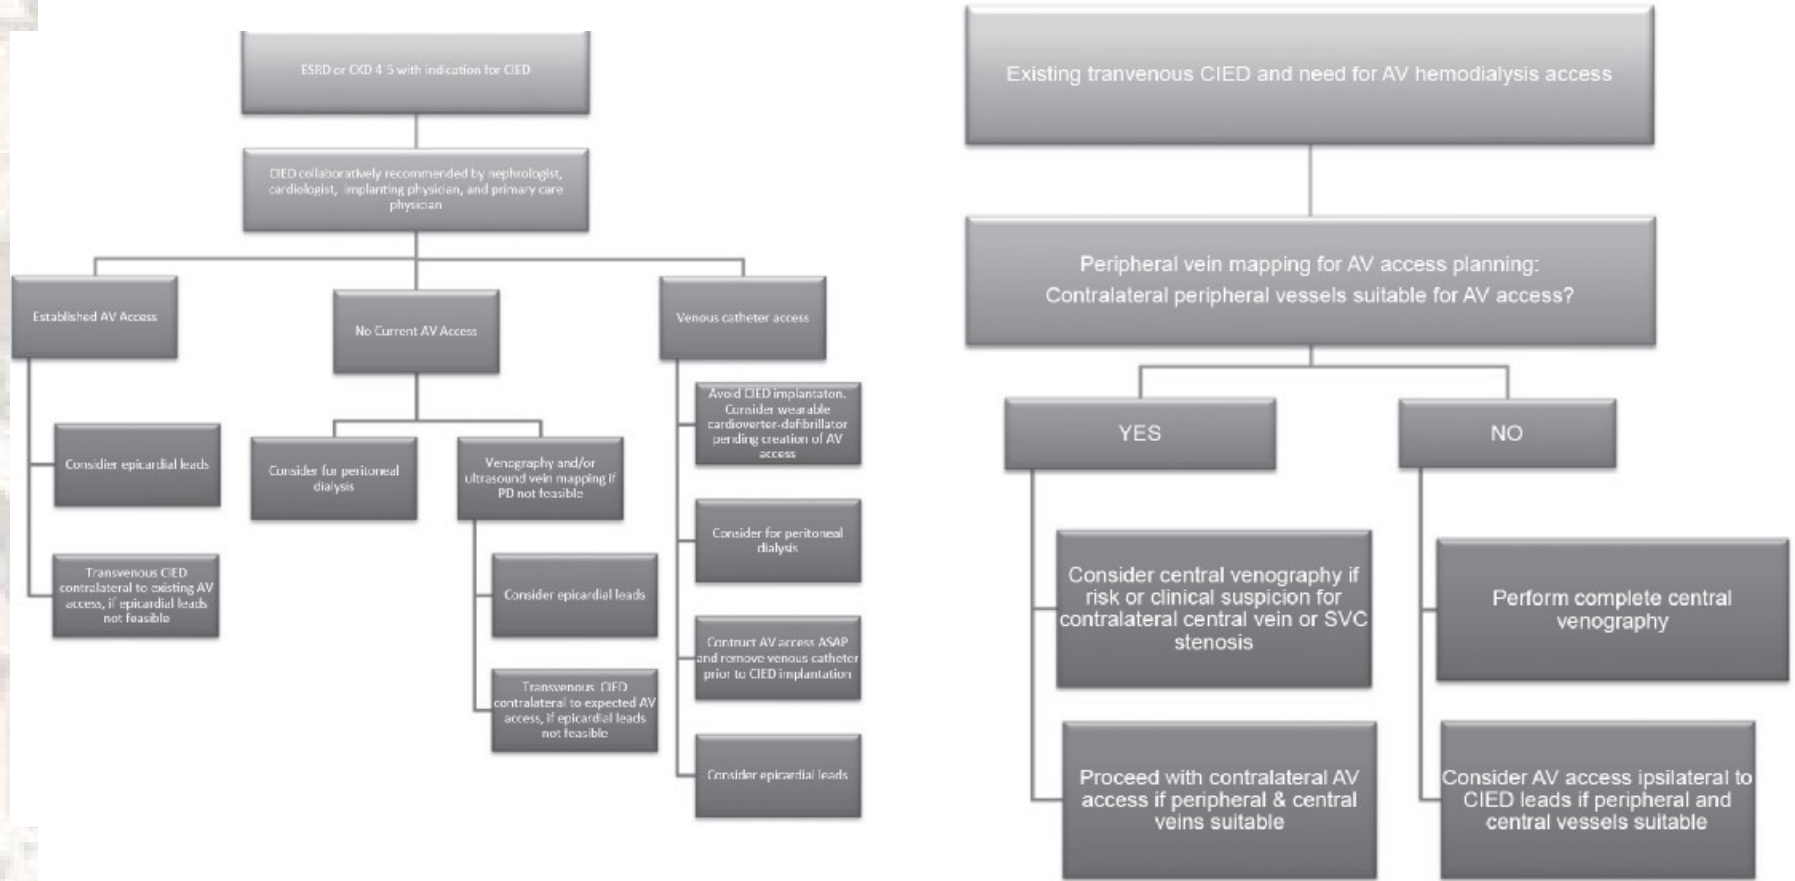 ESRD or CKD 4-5 with indication for CIED
CIED collaboratively recommended by nephrologist,
cardiologist, implanting physician, and primary care
physician
Established AV Access
Considier epicardial leads
Transvenous CIED
contralateral to existing AV
access, if epicardial leads
not feasible
No Current AV Access
Consider for peritoneal
dialysis
Venography and/or
ultrasound vein mapping if
PD not feasible
Consider epicardial leads
Transvenous CIED
contralateral to expected AV
access, if epicardial leads
not feasible
Venous catheter access
Avoid CIED implantaton.
Consider wearable
cardioverter-defibrillator
pending creation of AV
access
Consider for peritoneal
dialysis
Contruct AV access ASAP
and remove venous catheter
prior to CIED implantation
Consider epicardial leads
Existing tranvenous CIED and need for AV hemodialysis access
Peripheral vein mapping for AV access planning:
Contralateral peripheral vessels suitable for AV access?
YES
Consider central venography if
risk or clinical suspicion for
contralateral central vein or SVC
stenosis
Proceed with contralateral AV
access if peripheral & central
veins suitable
NO
Perform complete central
venography
Consider AV access ipsilateral to
CIED leads if peripheral and
central vessels suitable